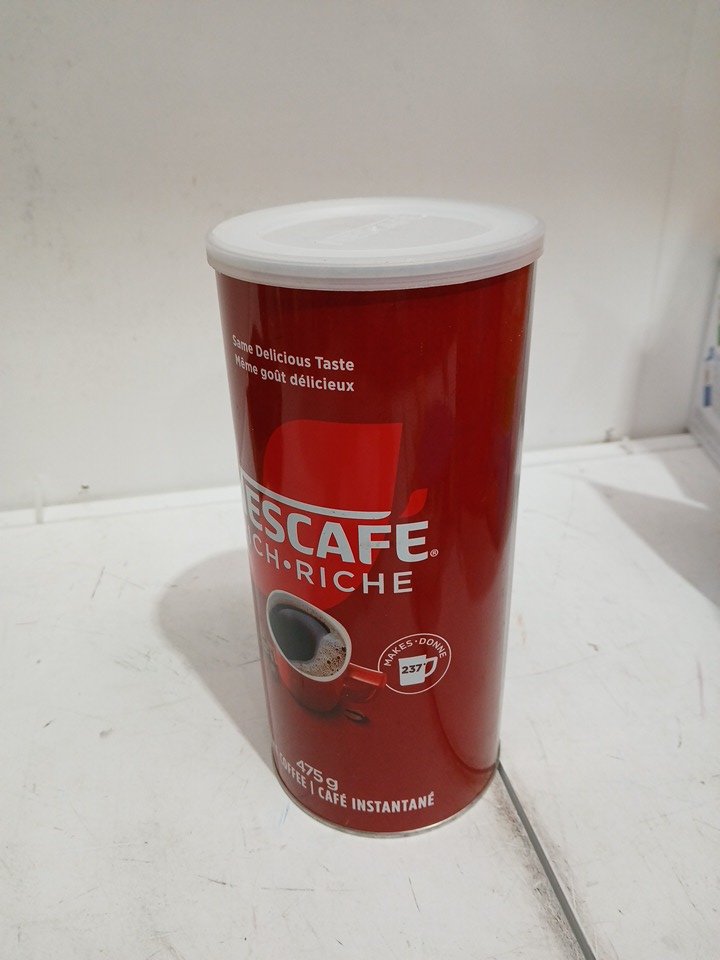 Same Delicious Taste
Même goût délicieux
ESCAFÉ®
CH•RICHE
MAKES • DONNE
237*
475 g
COFFEE | CAFÉ INSTANTANÉ